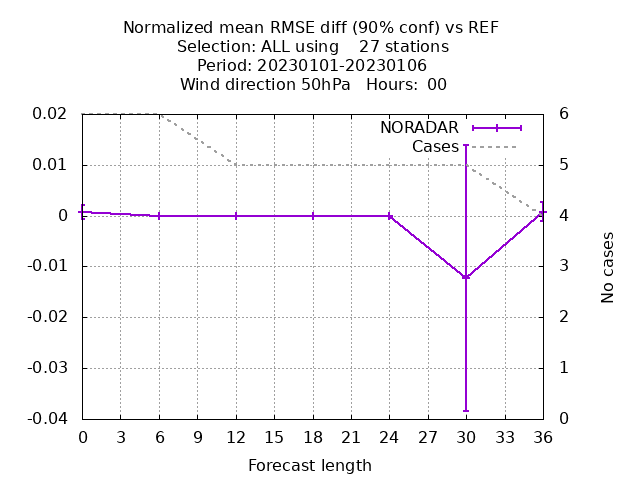 Normalized mean RMSE diff (90% conf) vs REF
Selection: ALL using    27 stations
Period: 20230101-20230106
Wind direction 50hPa   Hours:  00
NORADAR
Cases
0.02
0.01
0
-0.01
-0.02
-0.03
-0.04
6
5
4
3
2
1
0
No cases
0 3 6 9 12 15 18 21 24 27 30 33 36
Forecast length